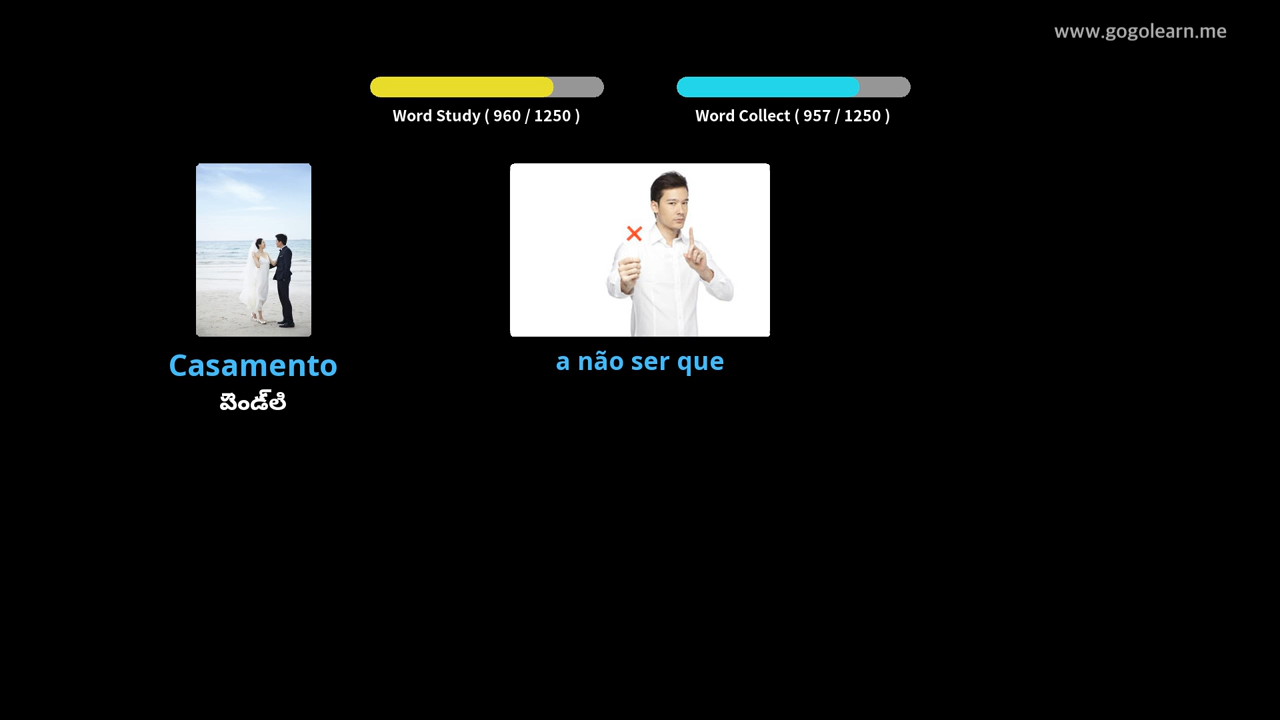 www.gogolearn.me
Word Study ( 960 / 1250 )
Word Collect ( 957 / 1250 )
Casamento
పెండ్‌లి
a não ser que